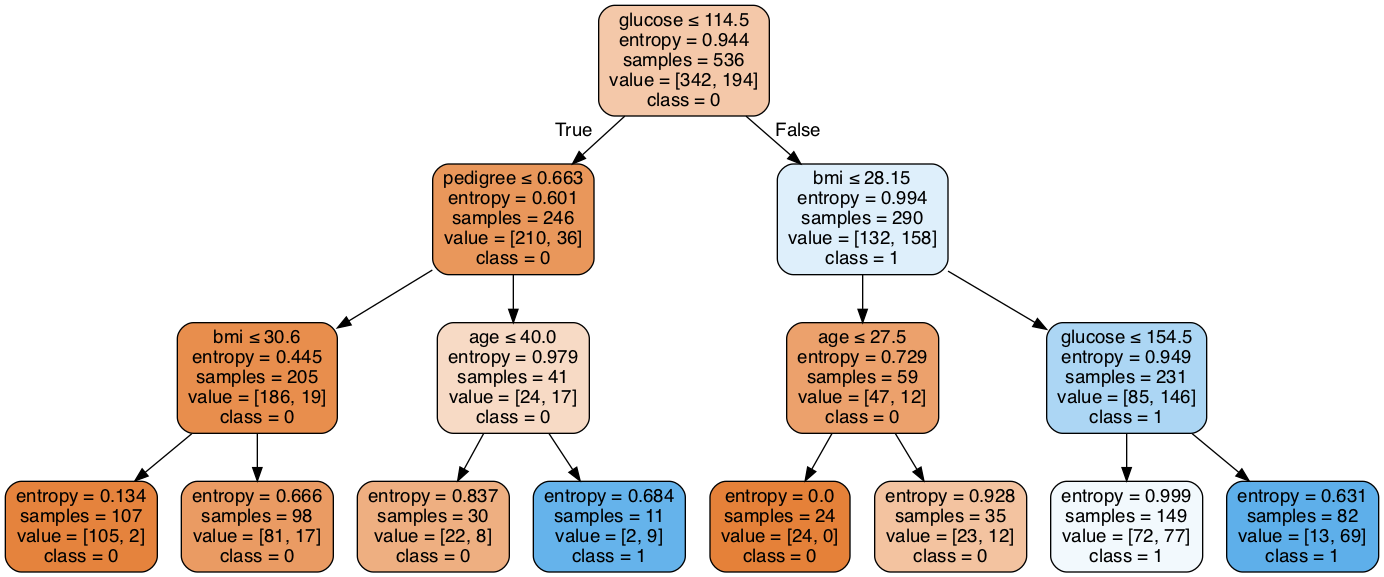 glucose ≤ 114.5
entropy = 0.944
samples = 536
value = [342, 194]
class = 0
True
False
pedigree ≤ 0.663
entropy = 0.601
samples = 246
value = [210, 36]
class = 0
bmi ≤ 28.15
entropy = 0.994
samples = 290
value = [132, 158]
class = 1
bmi ≤ 30.6
entropy = 0.445
samples = 205
value = [186, 19]
class = 0
age ≤ 40.0
entropy = 0.979
samples = 41
value = [24, 17]
class = 0
age ≤ 27.5
entropy = 0.729
samples = 59
value = [47, 12]
class = 0
glucose ≤ 154.5
entropy = 0.949
samples = 231
value = [85, 146]
class = 1
entropy = 0.134
samples = 107
value = [105, 2]
class = 0
entropy = 0.666
samples = 98
value = [81, 17]
class = 0
entropy = 0.837
samples = 30
value = [22, 8]
class = 0
entropy = 0.684
samples = 11
value = [2, 9]
class = 1
entropy = 0.0
samples = 24
value = [24, 0]
class = 0
entropy = 0.928
samples = 35
value = [23, 12]
class = 0
entropy = 0.999
samples = 149
value = [72, 77]
class = 1
entropy = 0.631
samples = 82
value = [13, 69]
class = 1